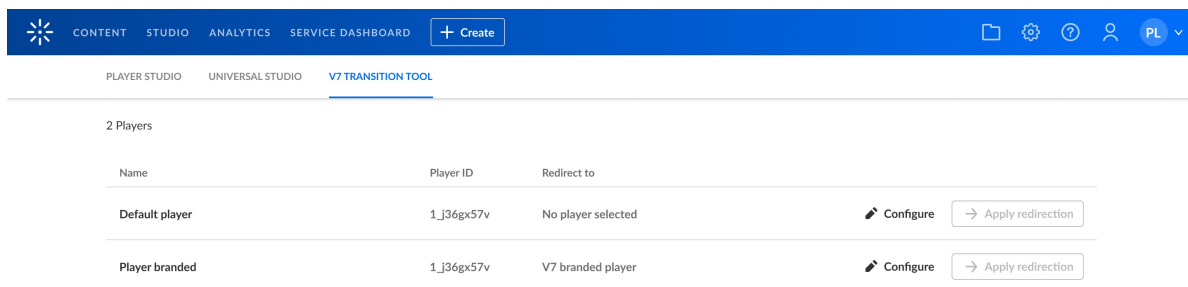 CONTENT STUDIO ANALYTICS SERVICE DASHBOARD + Create PL
PLAYER STUDIO UNIVERSAL STUDIO V7 TRANSITION TOOL
2 Players
Name Player ID Redirect to
Default player 1_j36gx57v No player selected Configure → Apply redirection
Player branded 1_j36gx57v V7 branded player Configure → Apply redirection